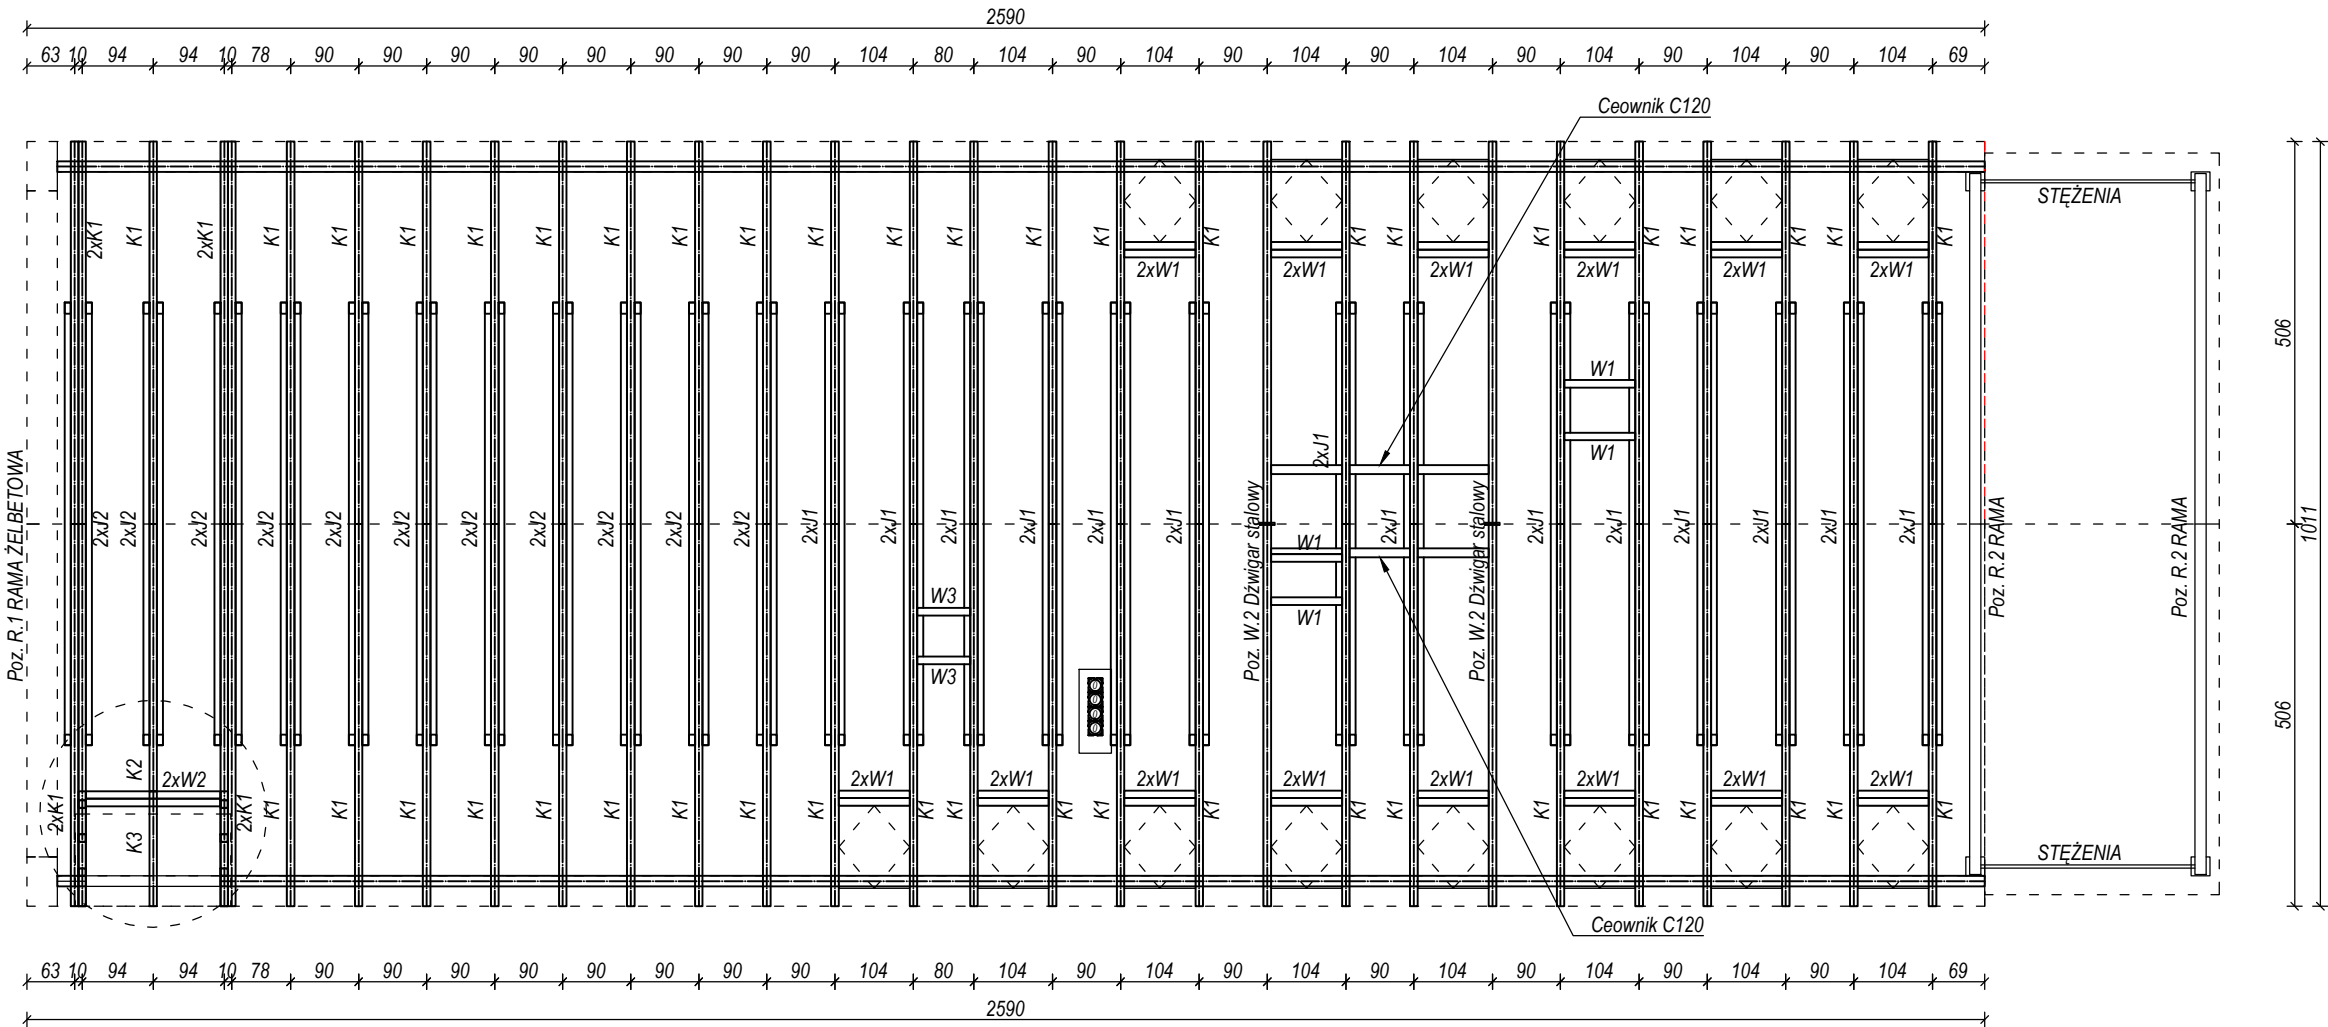 2590
63 10 94 94 10 78 90 90 90 90 90 90 90 90 104 80 104 90 104 90 104 90 104 90 104 90 104 90 104 69
Ceownik C120
STĘŻENIA
2xK1 K1 2xK1 K1 K1 K1 K1 K1 K1 K1 K1 K1 K1 K1 K1 K1 K1 K1 K1 K1 K1 K1 K1 K1 K1
2xW1 2xW1 2xW1 2xW1 2xW1 2xW1
506
W1
W1
2xJ1
Poz. R.1 RAMA ŻELBETOWA
2xJ2 2xJ2 2xJ2 2xJ2 2xJ2 2xJ2 2xJ2 2xJ2 2xJ2 2xJ2 2xJ2 2xJ1 2xJ1 2xJ1 2xJ1 2xJ1 2xJ1
Poz. W.2 Dźwigar stalowy
2xJ1
Poz. W.2 Dźwigar stalowy
2xJ1 2xJ1 2xJ1 2xJ1 2xJ1 2xJ1
Poz. R.2 RAMA
Poz. R.2 RAMA
1011
W1
W1
W3
W3
506
K2
2xW2
2xW1 2xW1 2xW1 2xW1 2xW1 2xW1 2xW1 2xW1
2xK1 K3 2xK1 K1 K1 K1 K1 K1 K1 K1 K1 K1 K1 K1 K1 K1 K1 K1 K1 K1 K1 K1 K1 K1
STĘŻENIA
Ceownik C120
63 10 94 94 10 78 90 90 90 90 90 90 90 90 104 80 104 90 104 90 104 90 104 90 104 90 104 90 104 69
2590